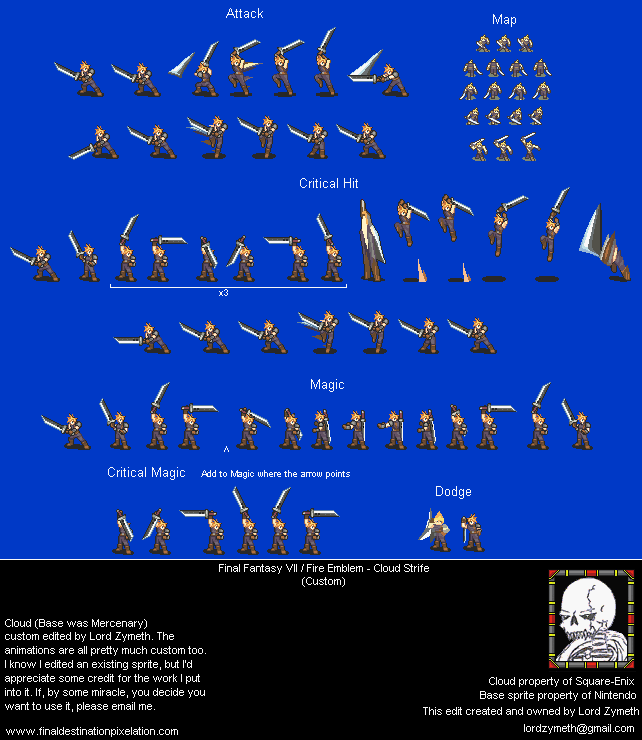 Attack
Map
Critical Hit
x3
Magic
^
Critical Magic Add to Magic where the arrow points
Dodge
Final Fantasy VII / Fire Emblem - Cloud Strife
(Custom)
Cloud (Base was Mercenary)
custom edited by Lord Zymeth. The
animations are all pretty much custom too.
I know I edited an existing sprite, but I'd
appreciate some credit for the work I put
into it. If, by some miracle, you decide you
want to use it, please email me.
www.finaldestinationpixelation.com
Cloud property of Square-Enix
Base sprite property of Nintendo
This edit created and owned by Lord Zymeth
lordzymeth@gmail.com